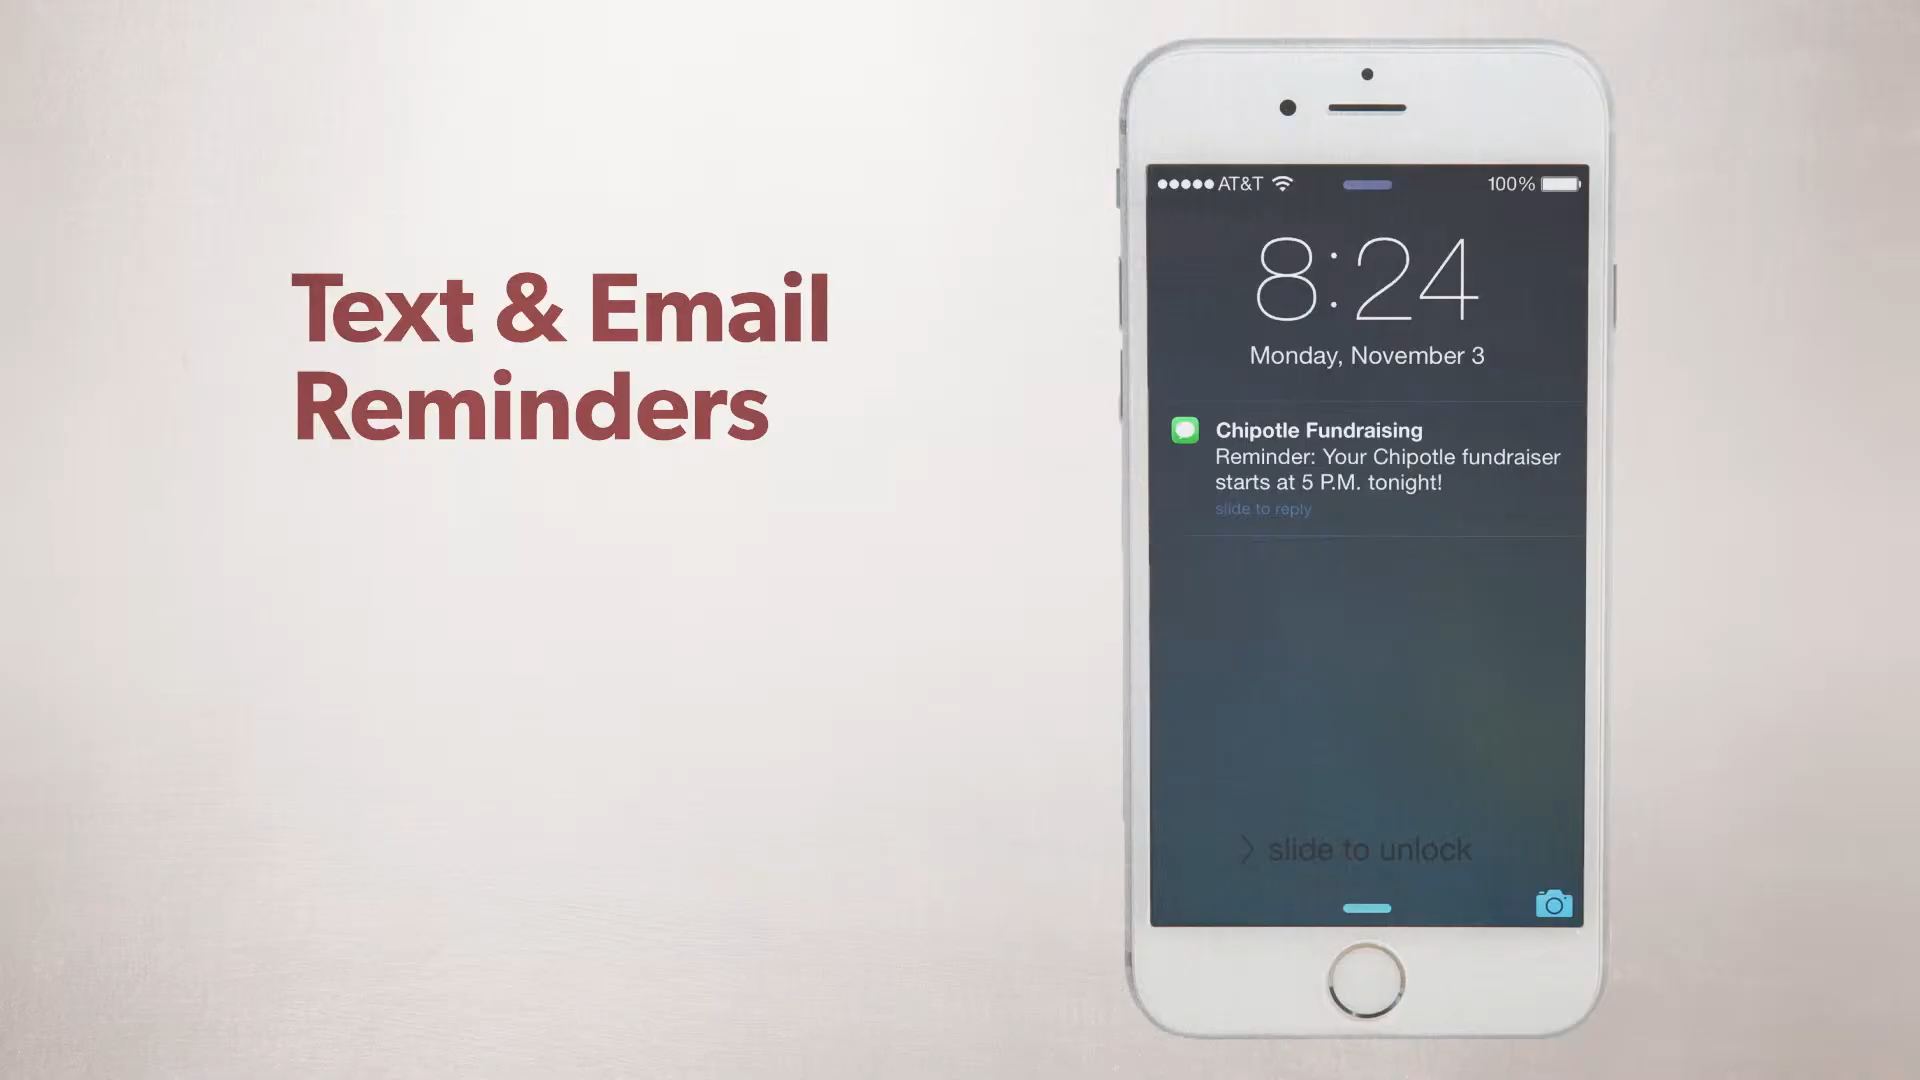 Text & Email
Reminders
AT&T
100%
8:24
Monday, November 3
Chipotle Fundraising
Reminder: Your Chipotle fundraiser
starts at 5 P.M. tonight!
slide to reply
slide to unlock